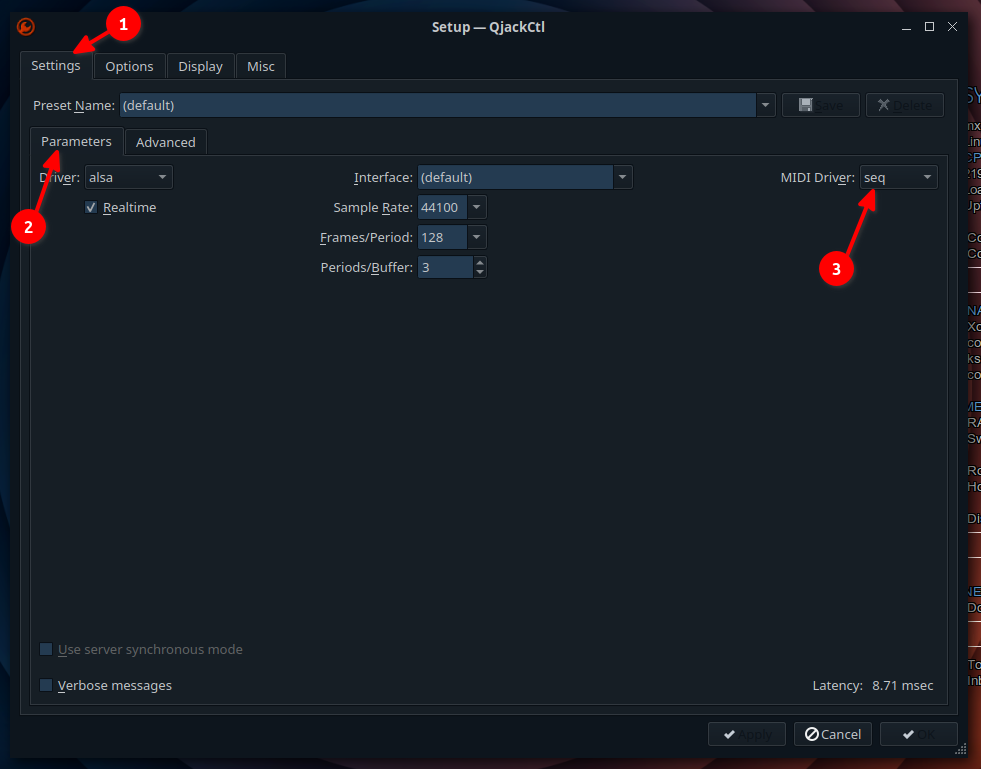 Setup — QjackCtl
1
Settings Options Display Misc
Preset Name: (default) Save Delete
Parameters Advanced
Driver: alsa Interface: (default) MIDI Driver: seq
Realtime Sample Rate: 44100
2
Frames/Period: 128
3
Periods/Buffer: 3
Use server synchronous mode
Verbose messages Latency: 8.71 msec
Apply Cancel OK